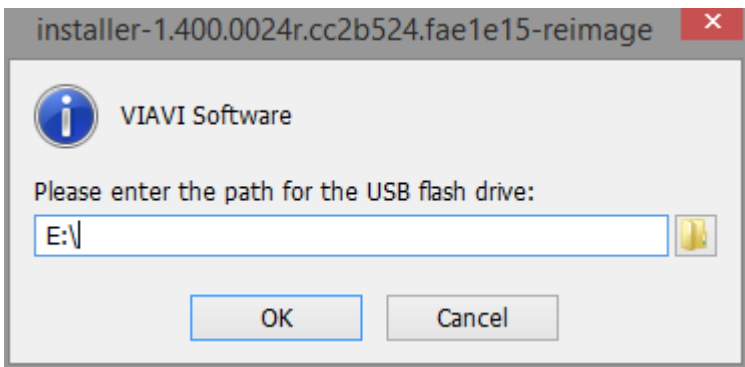 installer-1.400.0024r.cc2b524.fae1e15-reimage
VIAVI Software
Please enter the path for the USB flash drive:
E:\
OK Cancel